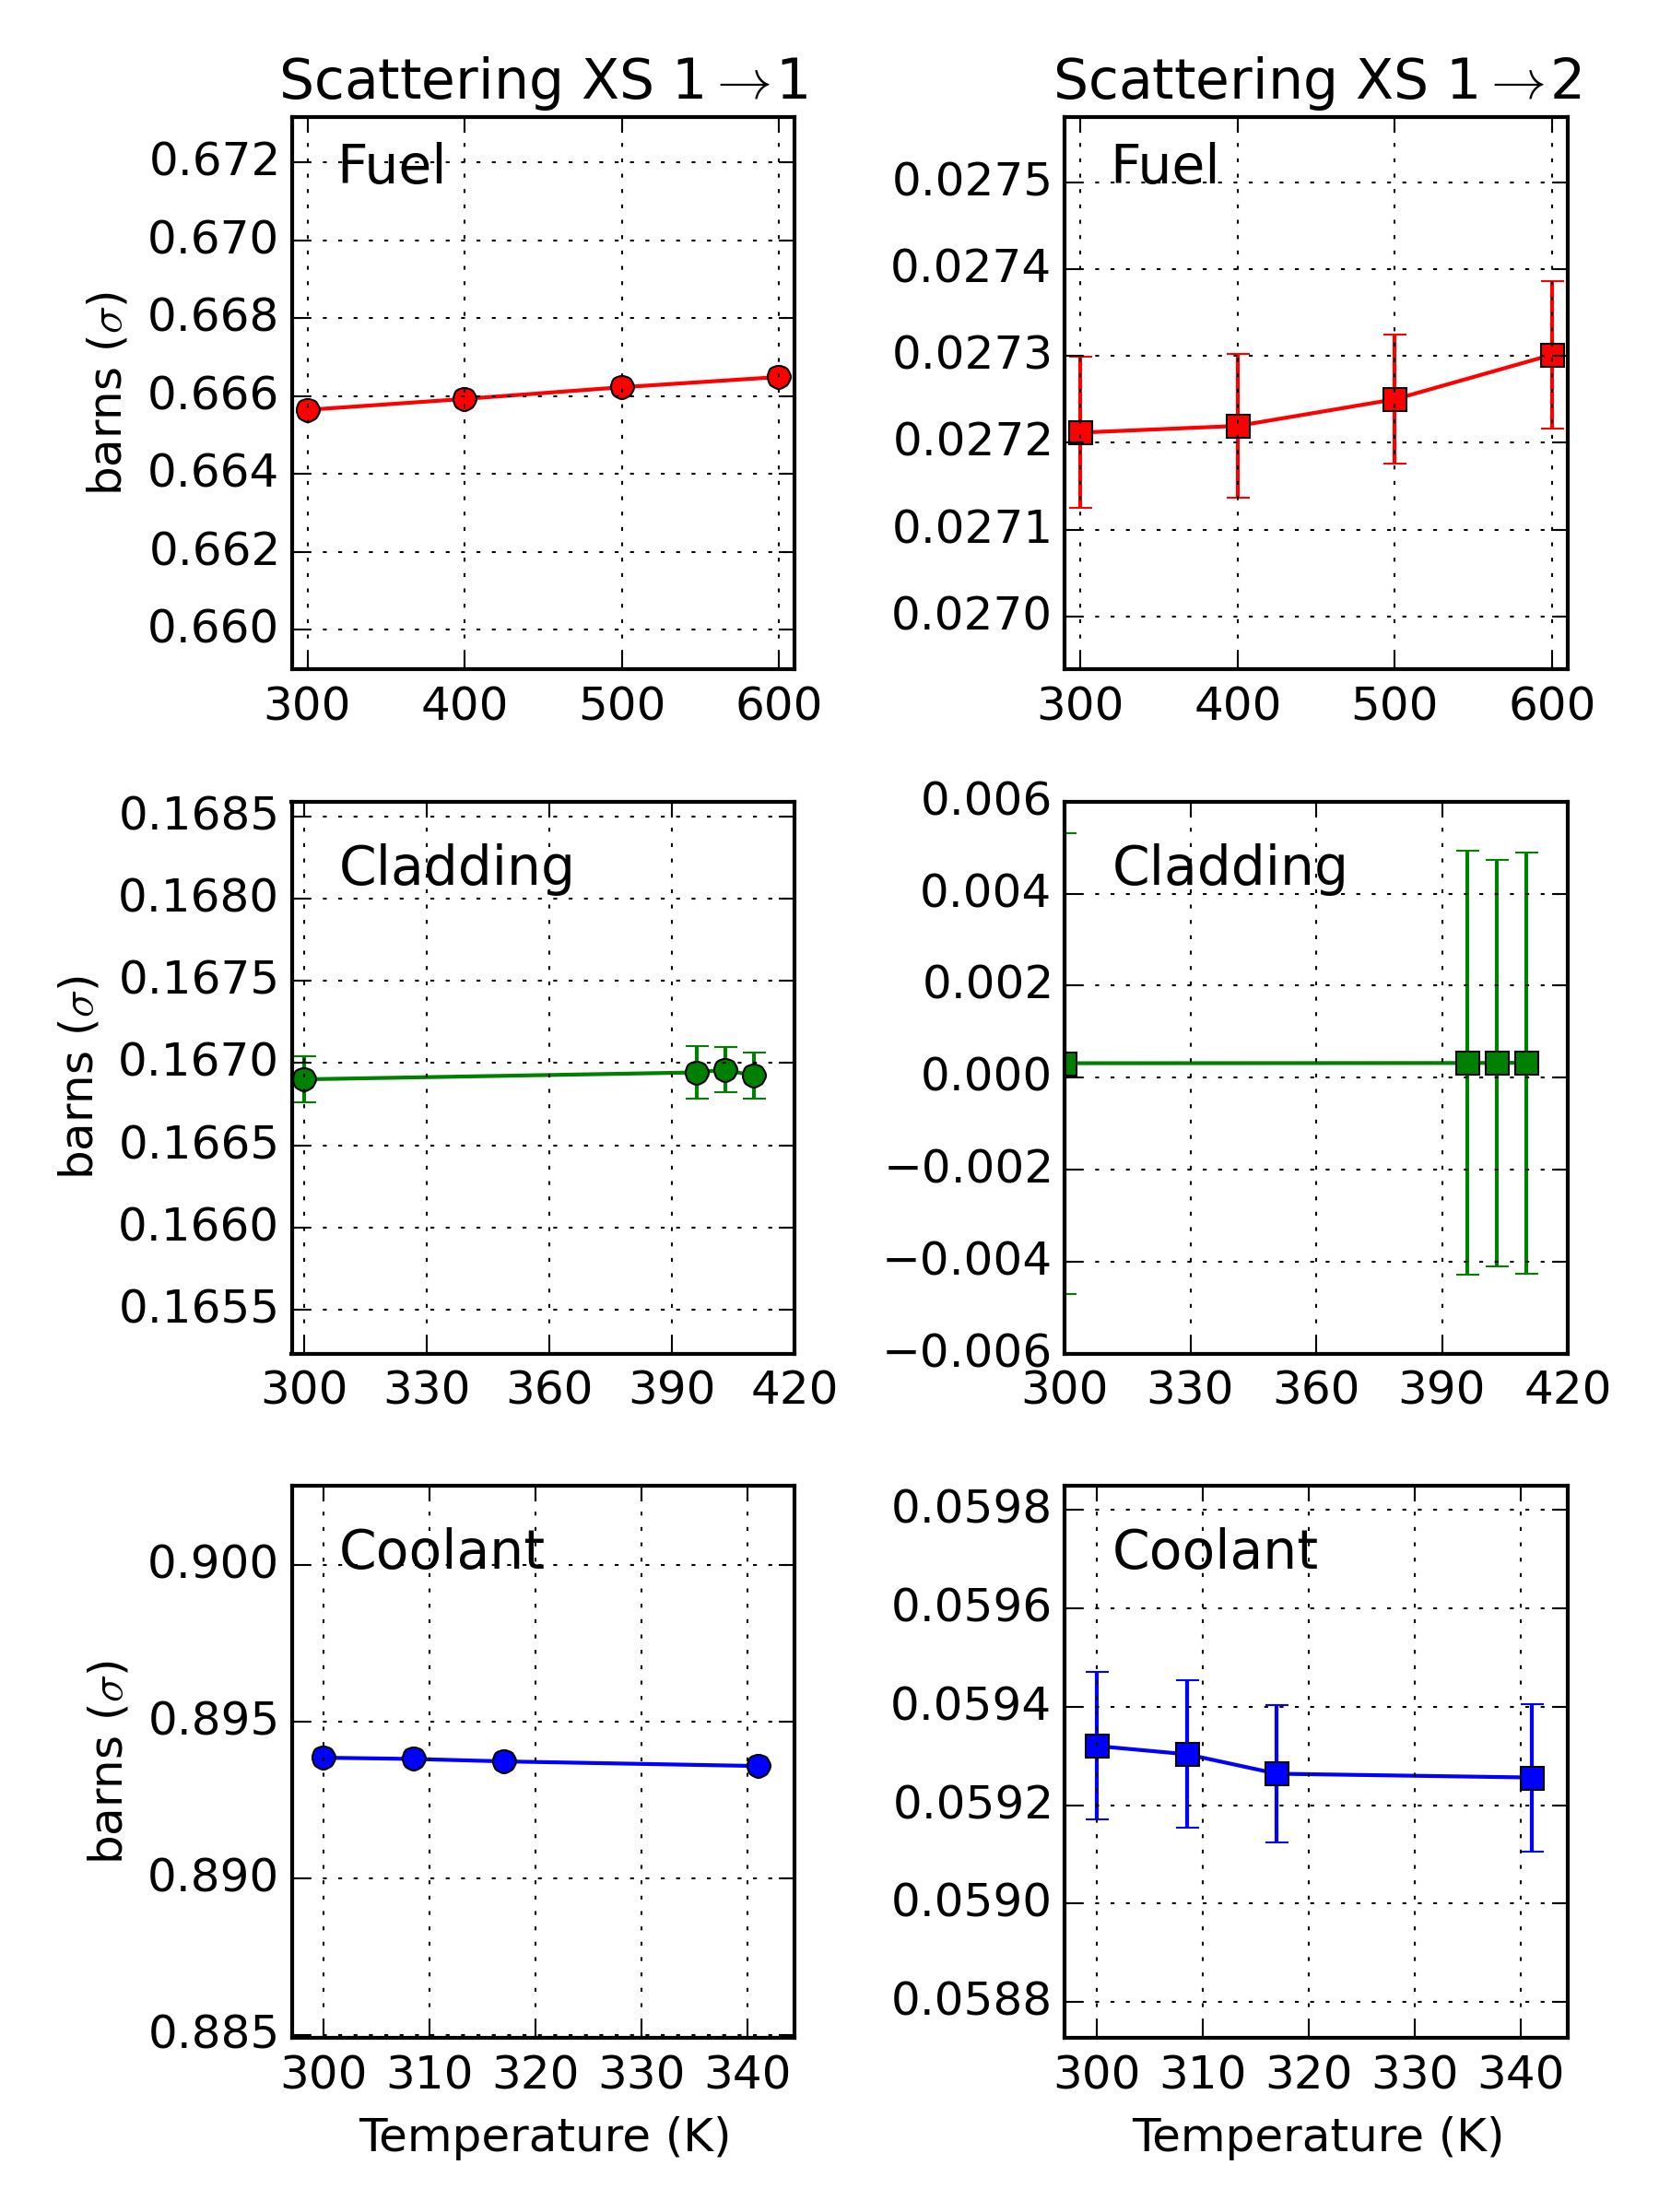 Scattering XS 1→1
Scattering XS 1→2
Fuel
0.672
0.670
0.668
0.666
0.664
0.662
0.660
barns (σ)
300 400 500 600
Fuel
0.0275
0.0274
0.0273
0.0272
0.0271
0.0270
300 400 500 600
Cladding
0.1685
0.1680
0.1675
0.1670
0.1665
0.1660
0.1655
barns (σ)
300 330 360 390 420
Cladding
0.006
0.004
0.002
0.000
−0.002
−0.004
−0.006
300 330 360 390 420
Coolant
0.900
0.895
0.890
0.885
barns (σ)
300 310 320 330 340
Temperature (K)
Coolant
0.0598
0.0596
0.0594
0.0592
0.0590
0.0588
300 310 320 330 340
Temperature (K)